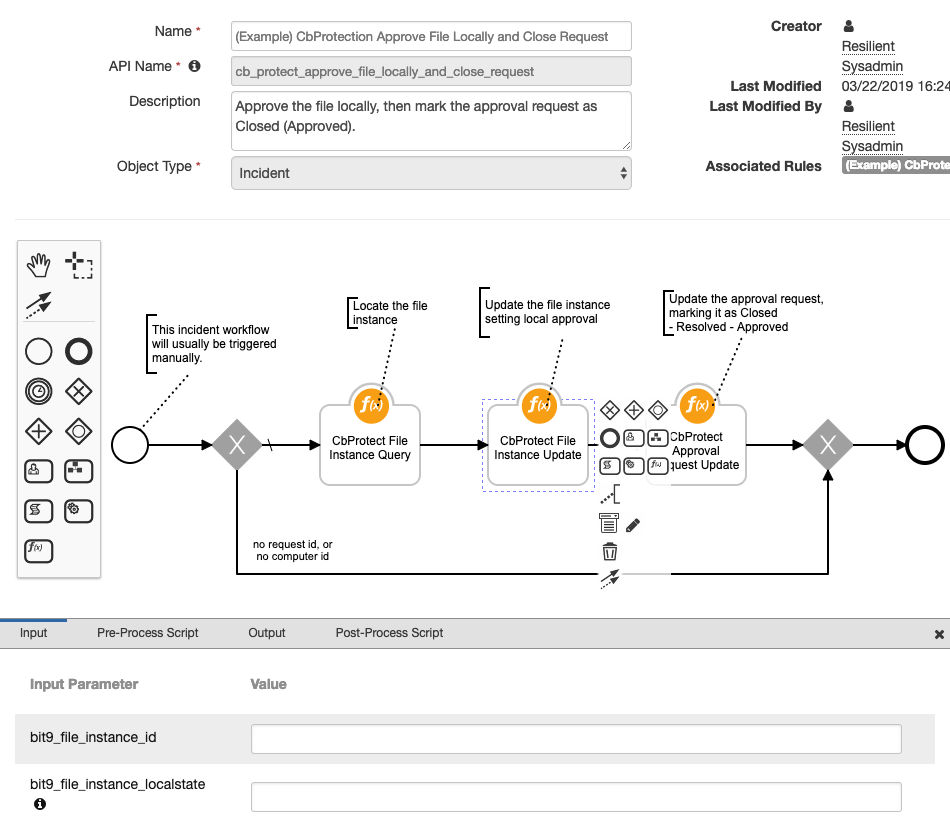 Name *
(Example) CbProtection Approve File Locally and Close Request
API Name *
cb_protect_approve_file_locally_and_close_request
Description
Approve the file locally, then mark the approval request as
Closed (Approved).
Object Type *
Incident
Creator
Resilient
Sysadmin
Last Modified
03/22/2019 16:24
Last Modified By
Resilient
Sysadmin
Associated Rules
(Example) CbProte
This incident workflow
will usually be triggered
manually.
Locate the file
instance
Update the file instance
setting local approval
Update the approval request,
marking it as Closed
- Resolved - Approved
X
f(x)
CbProtect File
Instance Query
f(x)
CbProtect File
Instance Update
f(x)
CbProtect
Approval
quest Update
X
no request id, or
no computer id
f(x)
f(x)
Input
Pre-Process Script
Output
Post-Process Script
Input Parameter
Value
bit9_file_instance_id
bit9_file_instance_localstate